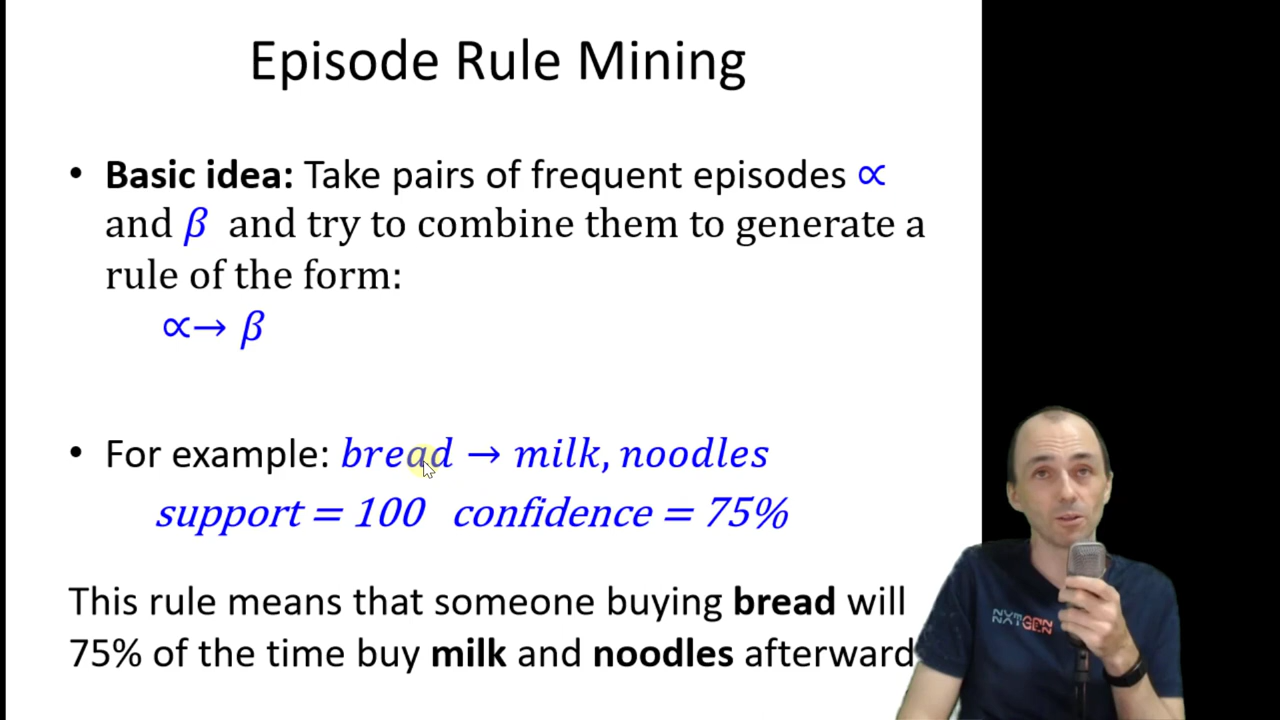 Episode Rule Mining
• Basic idea: Take pairs of frequent episodes ∝
and β and try to combine them to generate a
rule of the form:
∝→ β
• For example: bread → milk, noodles
support = 100 confidence = 75%
This rule means that someone buying bread will
75% of the time buy milk and noodles afterward